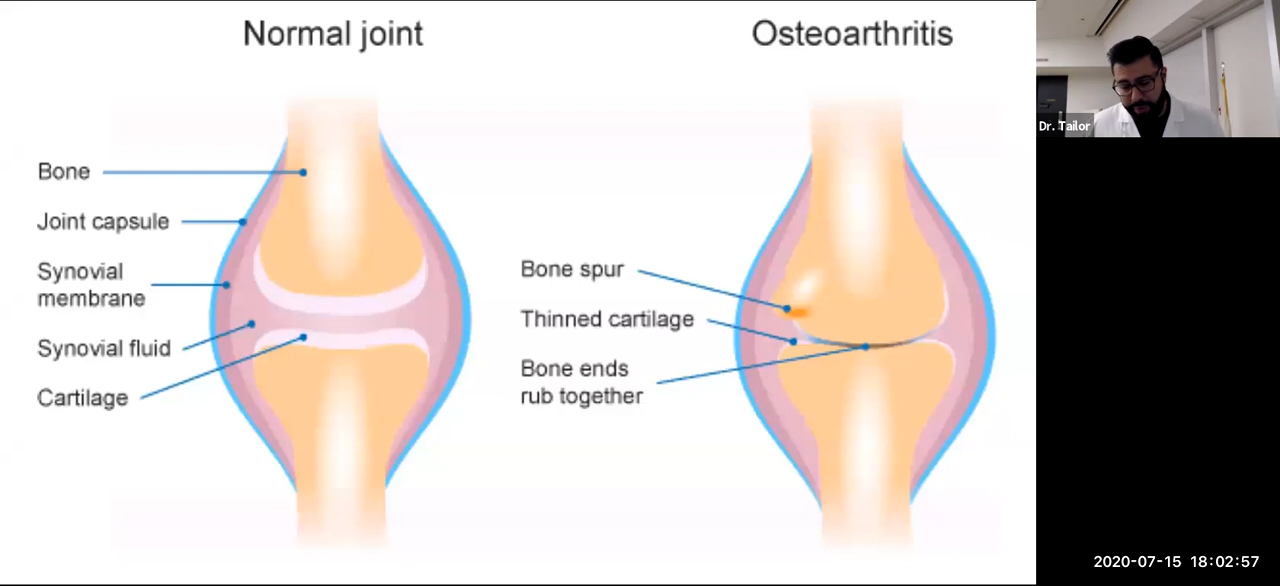 Normal joint
Osteoarthritis
Bone
Joint capsule
Synovial
membrane
Synovial fluid
Cartilage
Bone spur
Thinned cartilage
Bone ends
rub together
Dr. Tailor
2020-07-15 18:02:57